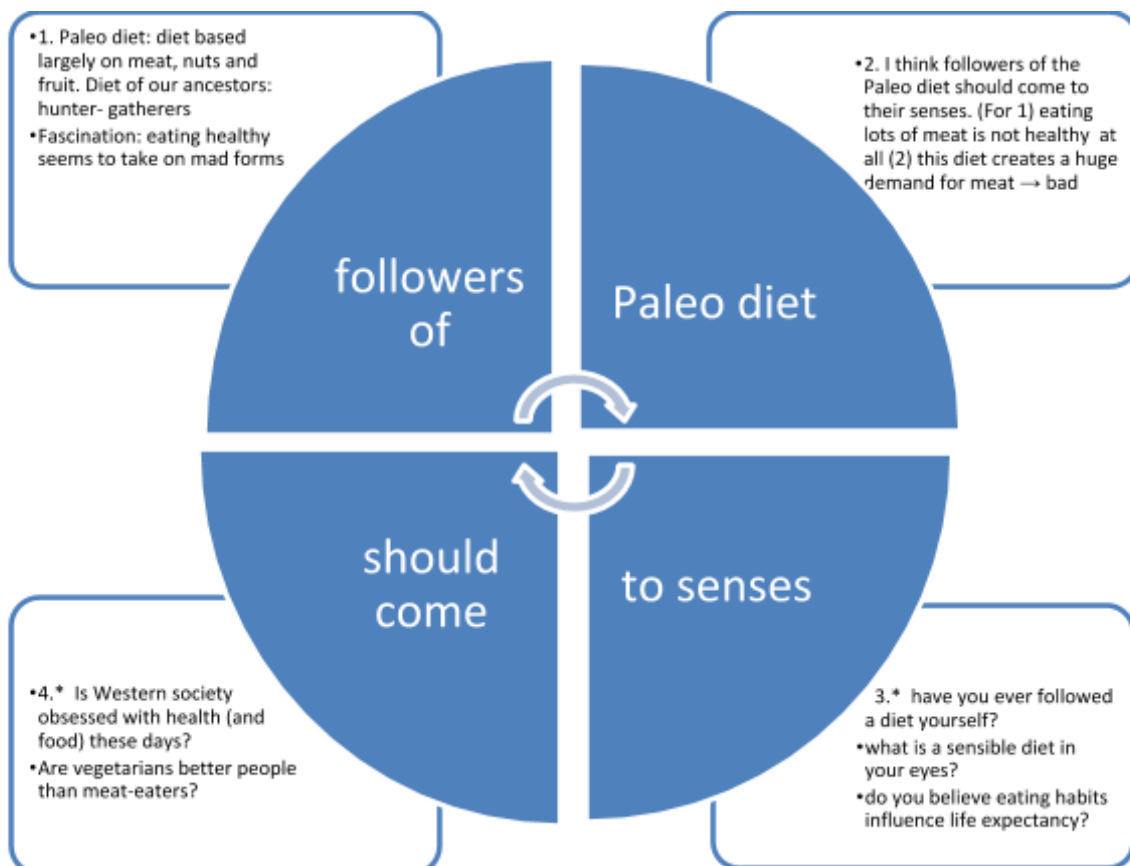 •1. Paleo diet: diet based
largely on meat, nuts and
fruit. Diet of our ancestors:
hunter- gatherers
•Fascination: eating healthy
seems to take on mad forms
•2. I think followers of the
Paleo diet should come to
their senses. (For 1) eating
lots of meat is not healthy at
all (2) this diet creates a huge
demand for meat → bad
followers
of
Paleo diet
should
come
to senses
•4.* Is Western society
obsessed with health (and
food) these days?
•Are vegetarians better people
than meat-eaters?
3.* have you ever followed
a diet yourself?
•what is a sensible diet in
your eyes?
•do you believe eating habits
influence life expectancy?